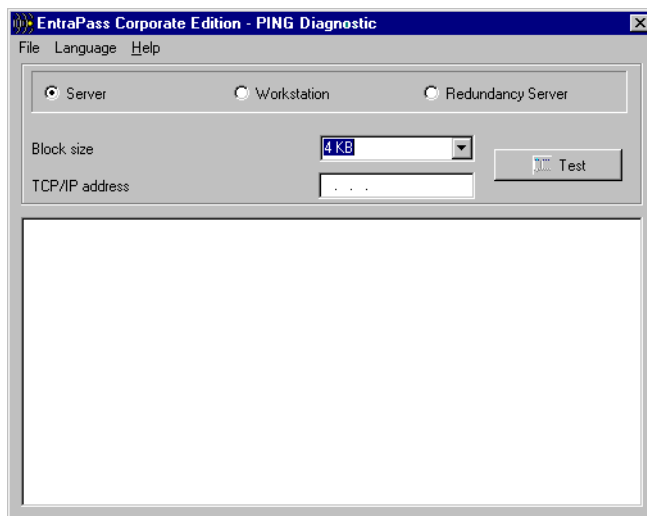 EntraPass Corporate Edition - PING Diagnostic
File Language Help
Server Workstation Redundancy Server
Block size 4 KB
Test
TCP/IP address . . .